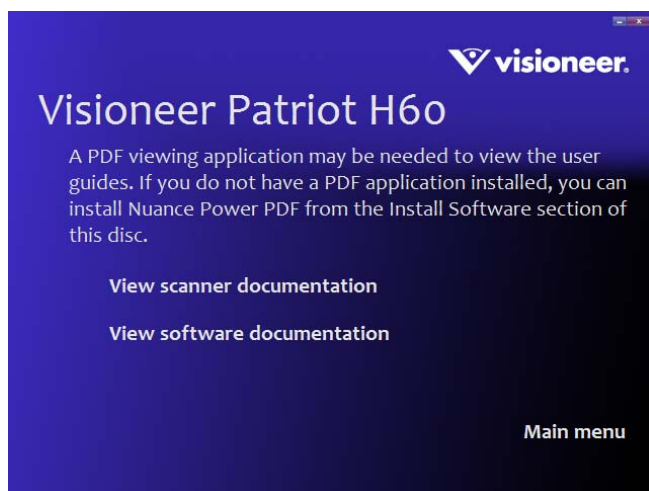 visioneer.
Visioneer Patriot H60
A PDF viewing application may be needed to view the user
guides. If you do not have a PDF application installed, you can
install Nuance Power PDF from the Install Software section of
this disc.
View scanner documentation
View software documentation
Main menu